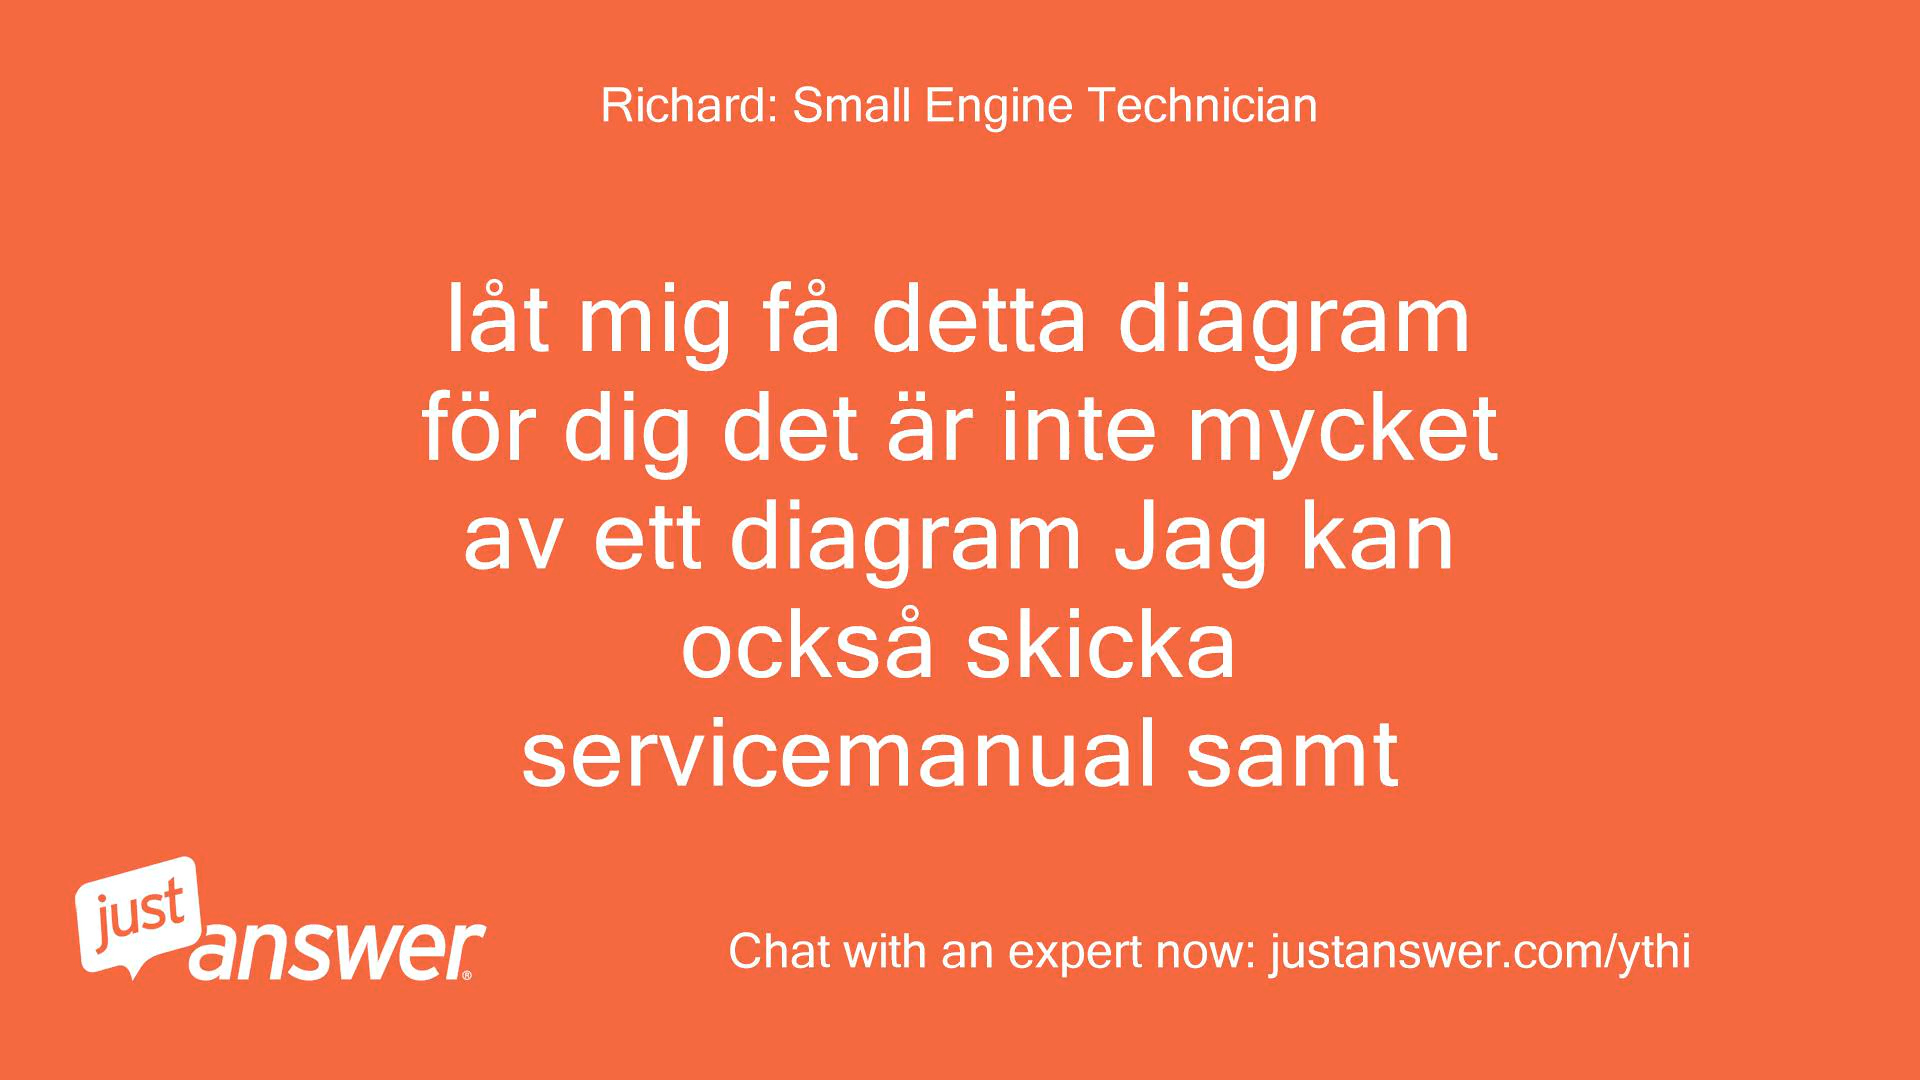 Richard: Small Engine Technician
låt mig få detta diagram
för dig det är inte mycket
av ett diagram Jag kan
också skicka
servicemanual samt
just
answer®
Chat with an expert now: justanswer.com/ythi